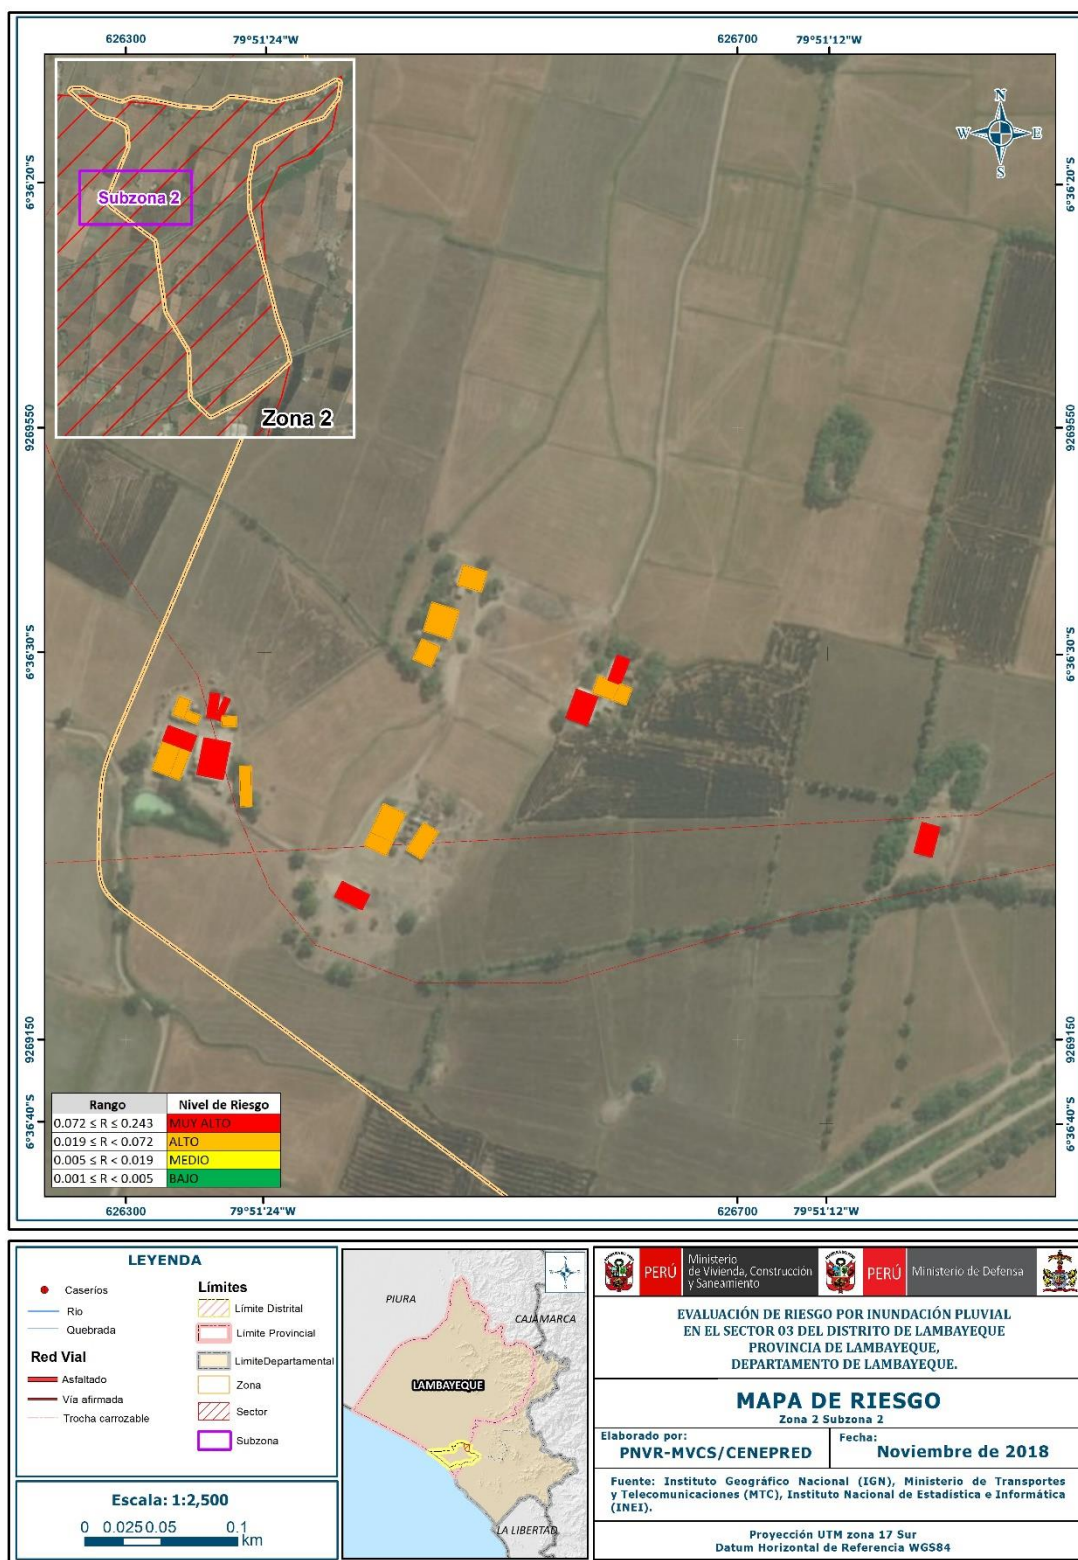 626300
79°51'24"W
626700
79°51'12"W
6°36'20"S
6°36'20"S
9269550
9269550
6°36'30"S
6°36'30"S
9269150
9269150
6°36'40"S
6°36'40"S
Subzona 2
Zona 2
N
W E
S
Rango Nivel de Riesgo
0.072 ≤ R ≤ 0.243 MUY ALTO
0.019 ≤ R < 0.072 ALTO
0.005 ≤ R < 0.019 MEDIO
0.001 ≤ R < 0.005 BAJO
626300
79°51'24"W
626700
79°51'12"W
LEYENDA
Caseríos
Rio
Quebrada
Red Vial
Asfaltado
Vía afirmada
Trocha carrozable
Límites
Límite Distrital
Limite Provincial
LimiteDepartamental
Zona
Sector
Subzona
Escala: 1:2,500
0 0.025 0.05 0.1
km
PIURA
CAJAMARCA
LAMBAYEQUE
LA LIBERTAD
PERÚ
Ministerio
de Vivienda, Construcción
y Saneamiento
PERÚ
Ministerio de Defensa
EVALUACIÓN DE RIESGO POR INUNDACIÓN PLUVIAL
EN EL SECTOR 03 DEL DISTRITO DE LAMBAYEQUE
PROVINCIA DE LAMBAYEQUE,
DEPARTAMENTO DE LAMBAYEQUE.
MAPA DE RIESGO
Zona 2 Subzona 2
Elaborado por:
PNVR-MVCS/CENEPRED
Fecha:
Noviembre de 2018
Fuente: Instituto Geográfico Nacional (IGN), Ministerio de Transportes
y Telecomunicaciones (MTC), Instituto Nacional de Estadística e Informática
(INEI).
Proyección UTM zona 17 Sur
Datum Horizontal de Referencia WGS84